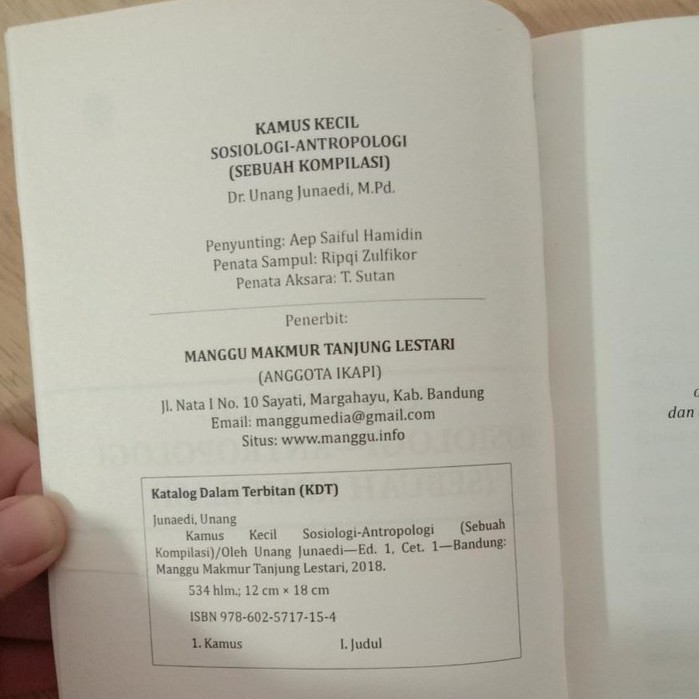 KAMUS KECIL
SOSIOLOGI-ANTROPOLOGI
(SEBUAH KOMPILASI)
Dr. Unang Junaedi, M.Pd.
Penyunting: Aep Saiful Hamidin
Penata Sampul: Ripqi Zulfikor
Penata Aksara: T. Sutan
Penerbit:
MANGGU MAKMUR TANJUNG LESTARI
(ANGGOTA IKAPI)
Jl. Nata I No. 10 Sayati, Margahayu, Kab. Bandung
Email: manggumedia@gmail.com
Situs: www.manggu.info
Katalog Dalam Terbitan (KDT)
Junaedi, Unang
Kamus Kecil Sosiologi-Antropologi (Sebuah
Kompilasi)/Oleh Unang Junaedi—Ed. 1, Cet. 1—Bandung:
Manggu Makmur Tanjung Lestari, 2018.
534 hlm.; 12 cm × 18 cm
ISBN 978-602-5717-15-4
1. Kamus I. Judul
dan